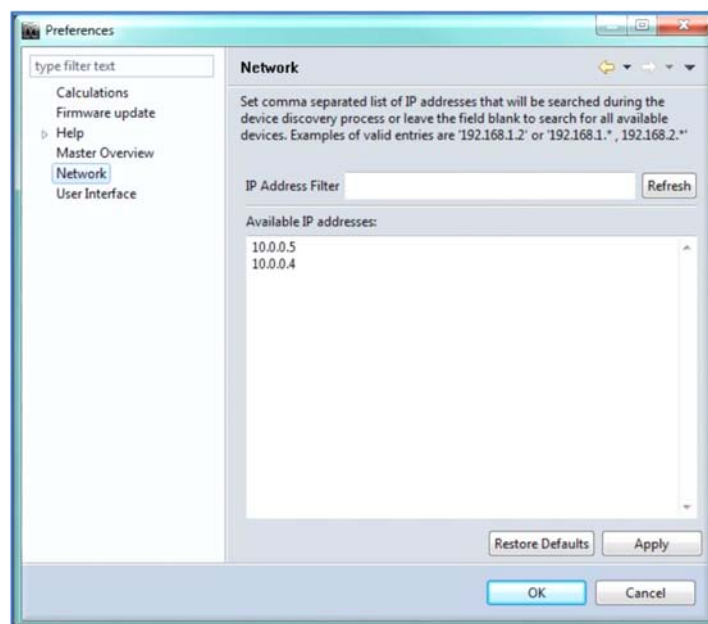 Preferences
type filter text
Calculations
Firmware update
Help
Master Overview
Network
User Interface
Network
Set comma separated list of IP addresses that will be searched during the
device discovery process or leave the field blank to search for all available
devices. Examples of valid entries are '192.168.1.2' or '192.168.1.* , 192.168.2.*'
IP Address Filter
Refresh
Available IP addresses:
10.0.0.5
10.0.0.4
Restore Defaults
Apply
OK
Cancel